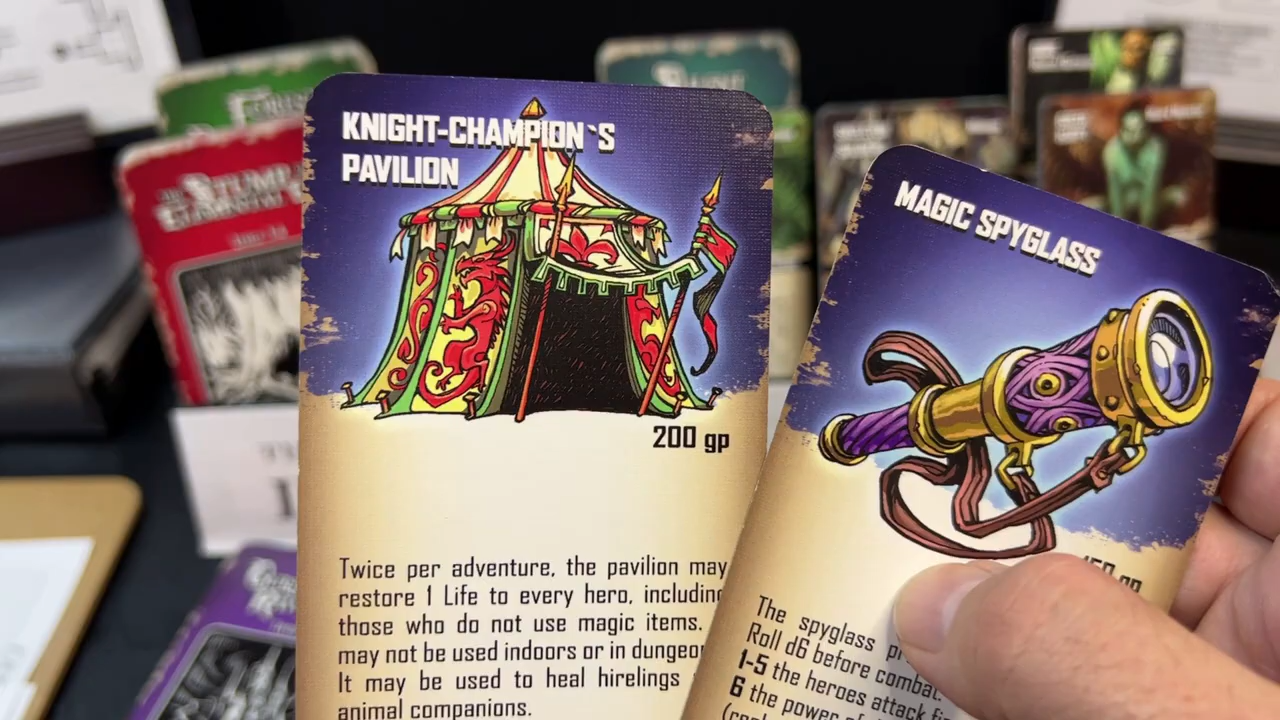 KNIGHT-CHAMPION`S
PAVILION
200 gp
Twice per adventure, the pavilion may
restore 1 Life to every hero, including
those who do not use magic items.
may not be used indoors or in
It may be used to heal hirelings
animal companions.
MAGIC SPYGLASS
The spyglass
Roll d6 before combat.
1-5 the heroes attack
6 the power of